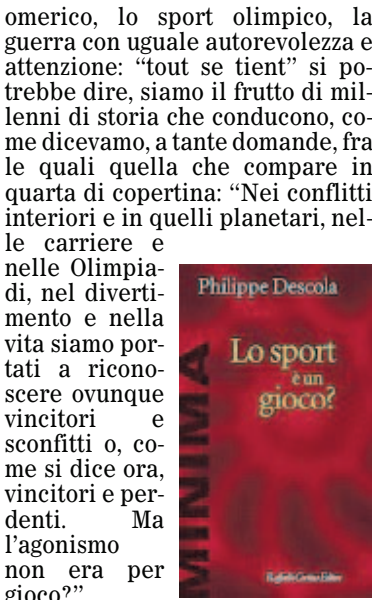 omerico, lo sport olimpico, la
guerra con uguale autorevolezza e
attenzione: “tout se tient” si po-
trebbe dire, siamo il frutto di mil-
lenni di storia che conducono, co-
me dicevamo, a tante domande, fra
le quali quella che compare in
quarta di copertina: “Nei conflitti
interiori e in quelli planetari, nel-
le carriere e
nelle Olimpia-
di, nel diverti-
mento e nella
vita siamo por-
tati a ricono-
scere ovunque
vincitori e
sconfitti o, co-
me si dice ora,
vincitori e per-
denti. Ma
l’agonismo
non era per
gioco?”
Philippe Descola
Lo sport
è un
gioco?
MINIMA
Raffaello Cortina Editore